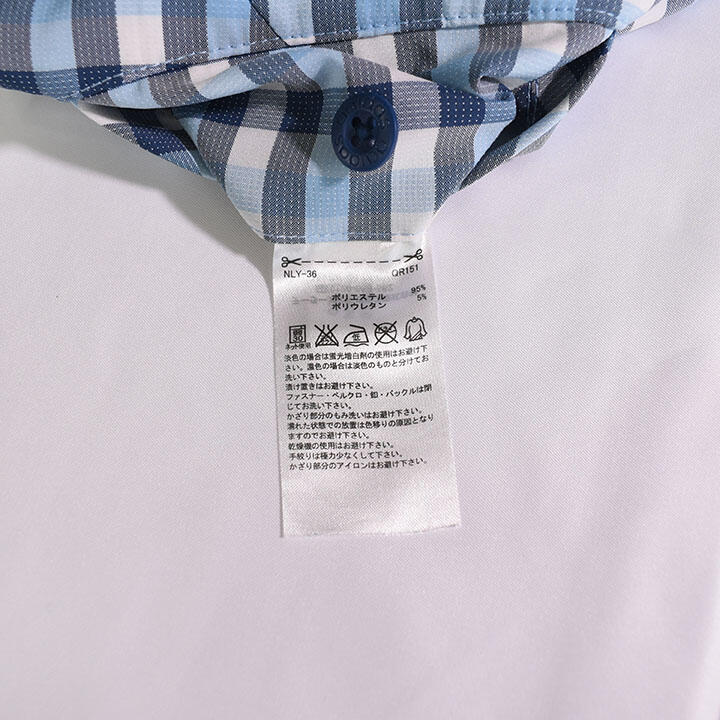 NLY-36 QR151
ポリエステル 95%
ポリウレタン 5%
低
ネット使用
淡色の場合は蛍光増白剤の使用はお避け下
さい。濃色の場合は淡色のものと分けてお
洗い下さい。
漬け置きはお避け下さい。
ファスナー・ベルクロ・釦・バックルは閉
じてお洗い下さい。
かざり部分のもみ洗いはお避け下さい。
濡れた状態での放置は色移りの原因となり
ますのでお避け下さい。
乾燥機の使用はお避け下さい。
手絞りは極力少なくして下さい。
かざり部分のアイロンはお避け下さい。